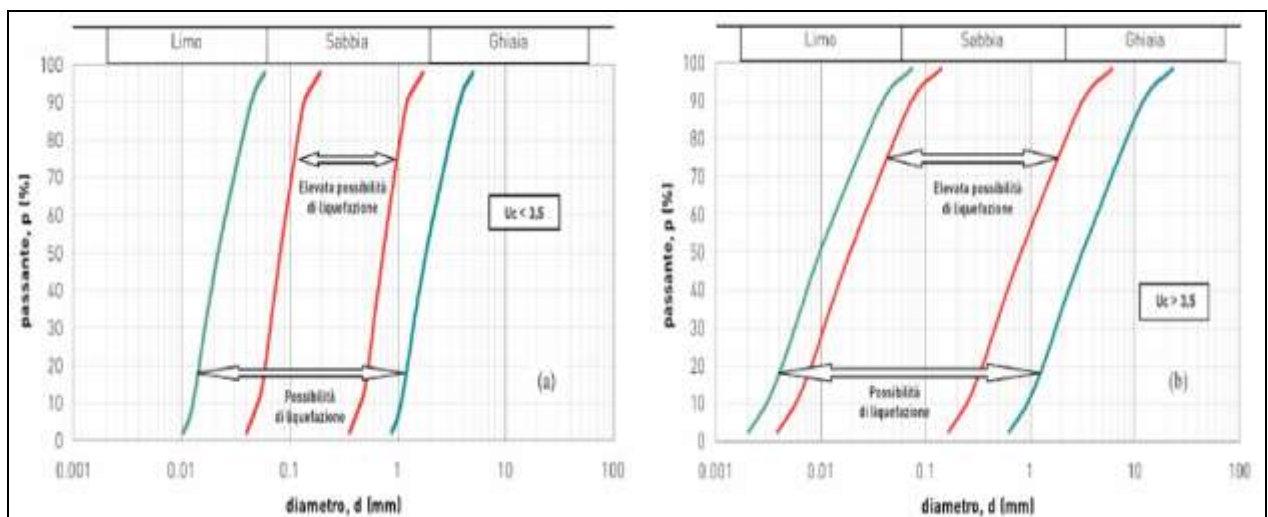 Limo Sabbia Ghiaia
100
90
80
70
60
50
40
30
20
10
0
passante, p [%]
Elevata possibilità
di liquefazione
Uc < 3,5
Possibilità
di liquefazione
(a)
0.001 0.01 0.1 1 10 100
diametro, d [mm]
Limo Sabbia Ghiaia
100
90
80
70
60
50
40
30
20
10
0
passante, p [%]
Elevata possibilità
di liquefazione
Uc > 3,5
Possibilità
di liquefazione
(b)
0.001 0.01 0.1 1 10 100
diametro, d [mm]